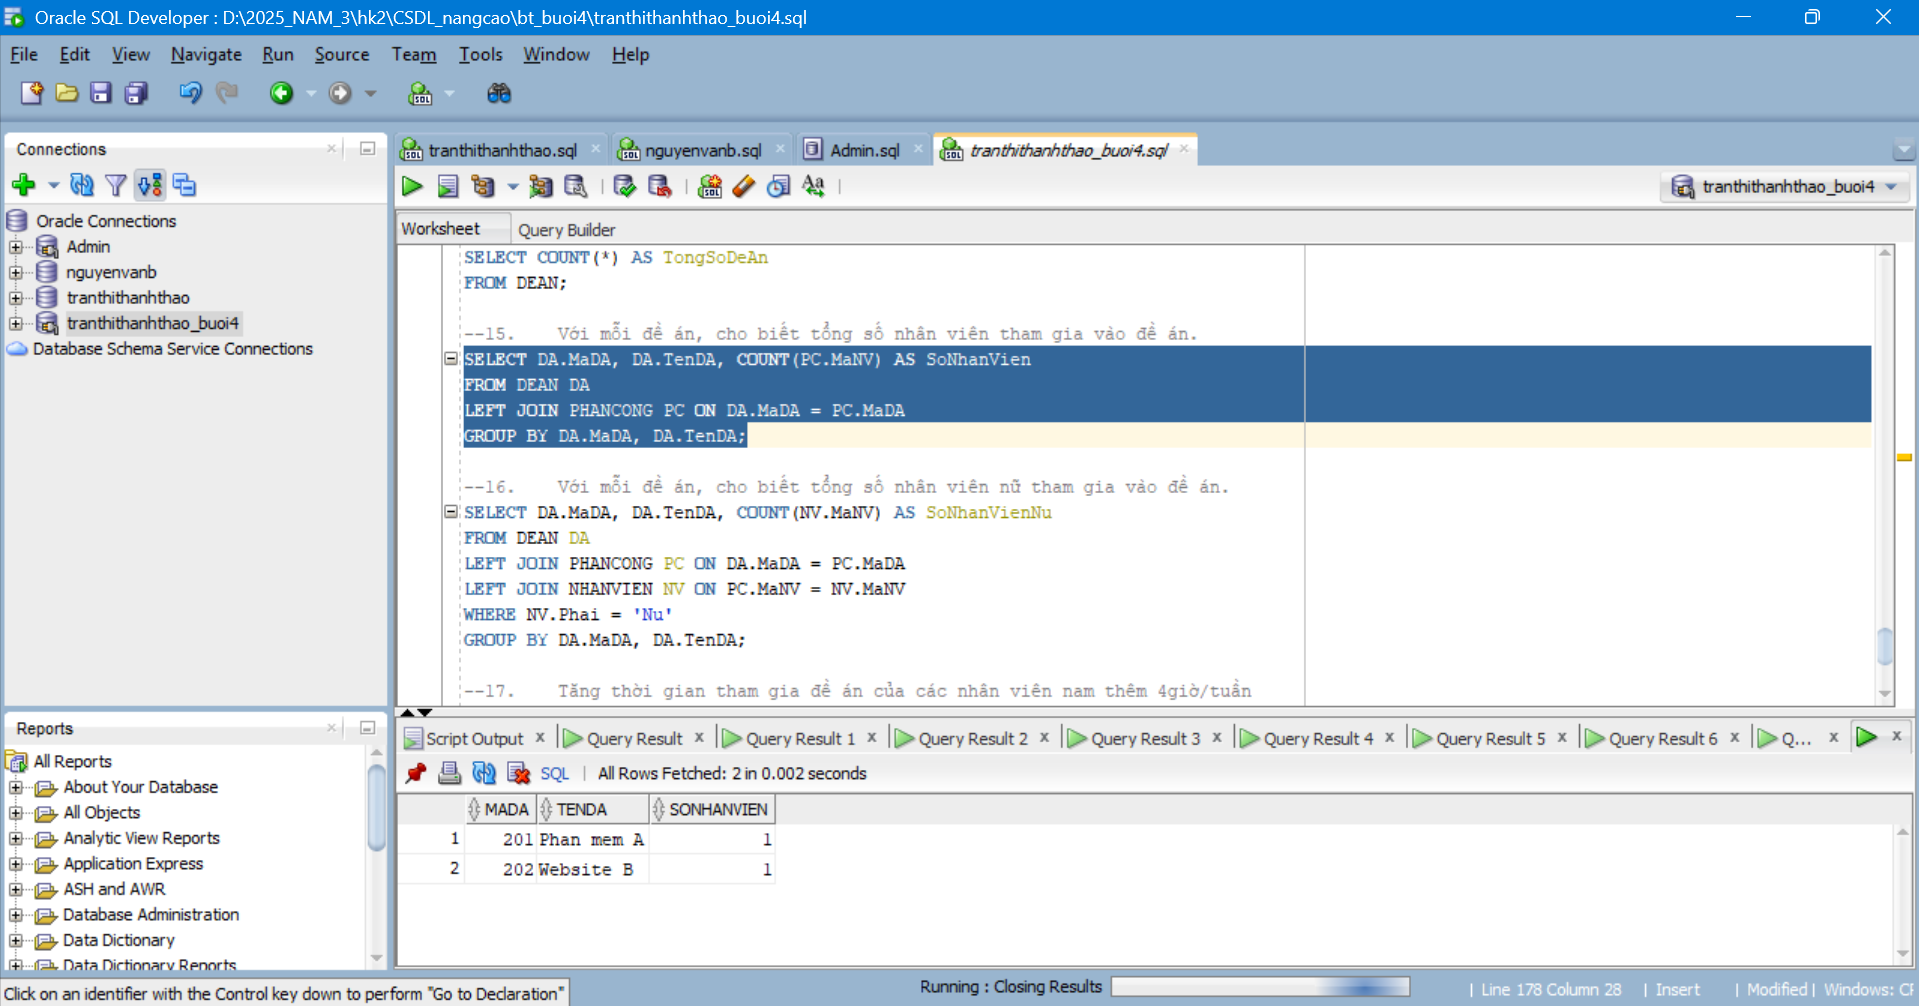 Oracle SQL Developer : D:\2025_NAM_3\hk2\CSDL_nangcao\bt_buoi4\tranthithanhthao_buoi4.sql
File Edit View Navigate Run Source Team Tools Window Help
Connections
Oracle Connections
Admin
nguyenvanb
tranthithanhthao
tranthithanhthao_buoi4
Database Schema Service Connections
tranthithanhthao.sql
nguyenvanb.sql
Admin.sql
tranthithanhthao_buoi4.sql
tranthithanhthao_buoi4
Worksheet Query Builder
SELECT COUNT(*) AS TongSoDeAn
FROM DEAN;
--15. Với mỗi đề án, cho biết tổng số nhân viên tham gia vào đề án.
SELECT DA.MaDA, DA.TenDA, COUNT(PC.MaNV) AS SoNhanVien
FROM DEAN DA
LEFT JOIN PHANCONG PC ON DA.MaDA = PC.MaDA
GROUP BY DA.MaDA, DA.TenDA;
--16. Với mỗi đề án, cho biết tổng số nhân viên nữ tham gia vào đề án.
SELECT DA.MaDA, DA.TenDA, COUNT(NV.MaNV) AS SoNhanVienNu
FROM DEAN DA
LEFT JOIN PHANCONG PC ON DA.MaDA = PC.MaDA
LEFT JOIN NHANVIEN NV ON PC.MaNV = NV.MaNV
WHERE NV.Phai = 'Nu'
GROUP BY DA.MaDA, DA.TenDA;
--17. Tăng thời gian tham gia đề án của các nhân viên nam thêm 4giờ/tuần
Reports
All Reports
About Your Database
All Objects
Analytic View Reports
Application Express
ASH and AWR
Database Administration
Data Dictionary
Data Dictionary Reports
Script Output Query Result Query Result 1 Query Result 2 Query Result 3 Query Result 4 Query Result 5 Query Result 6 Q...
SQL | All Rows Fetched: 2 in 0.002 seconds
MADA TENDA SONHANVIEN
1 201 Phan mem A 1
2 202 Website B 1
Click on an identifier with the Control key down to perform "Go to Declaration"
Running : Closing Results
| Line 178 Column 28 | Insert | Modified | Windows: CF